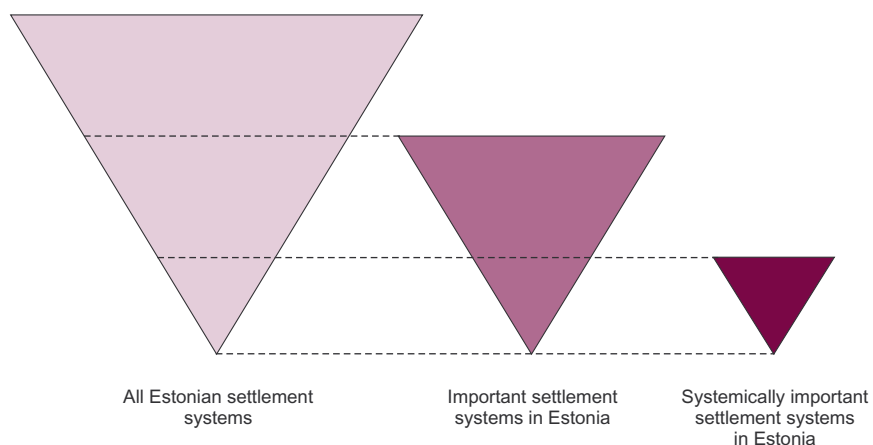 All Estonian settlement
systems
Important settlement
systems in Estonia
Systemically important
settlement systems
in Estonia